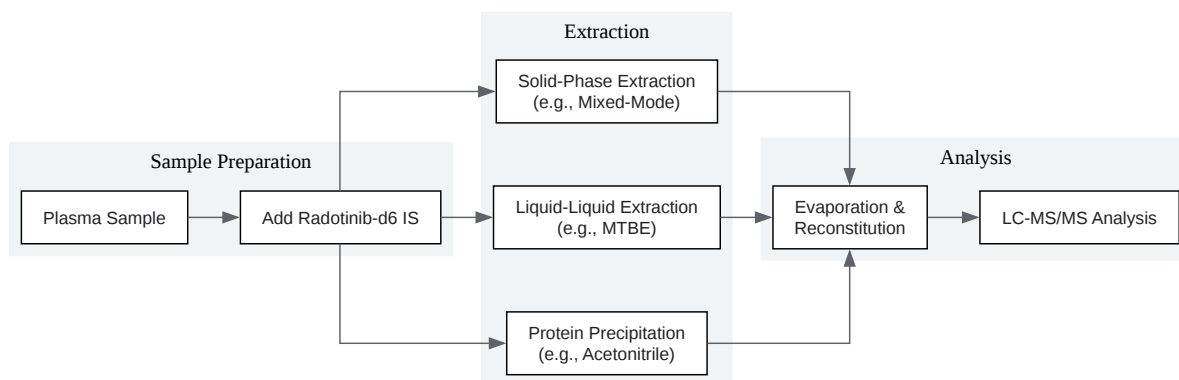 Extraction
Solid-Phase Extraction
(e.g., Mixed-Mode)
Sample Preparation
Analysis
Plasma Sample
Add Radotinib-d6 IS
Liquid-Liquid Extraction
(e.g., MTBE)
Evaporation &
Reconstitution
LC-MS/MS Analysis
Protein Precipitation
(e.g., Acetonitrile)